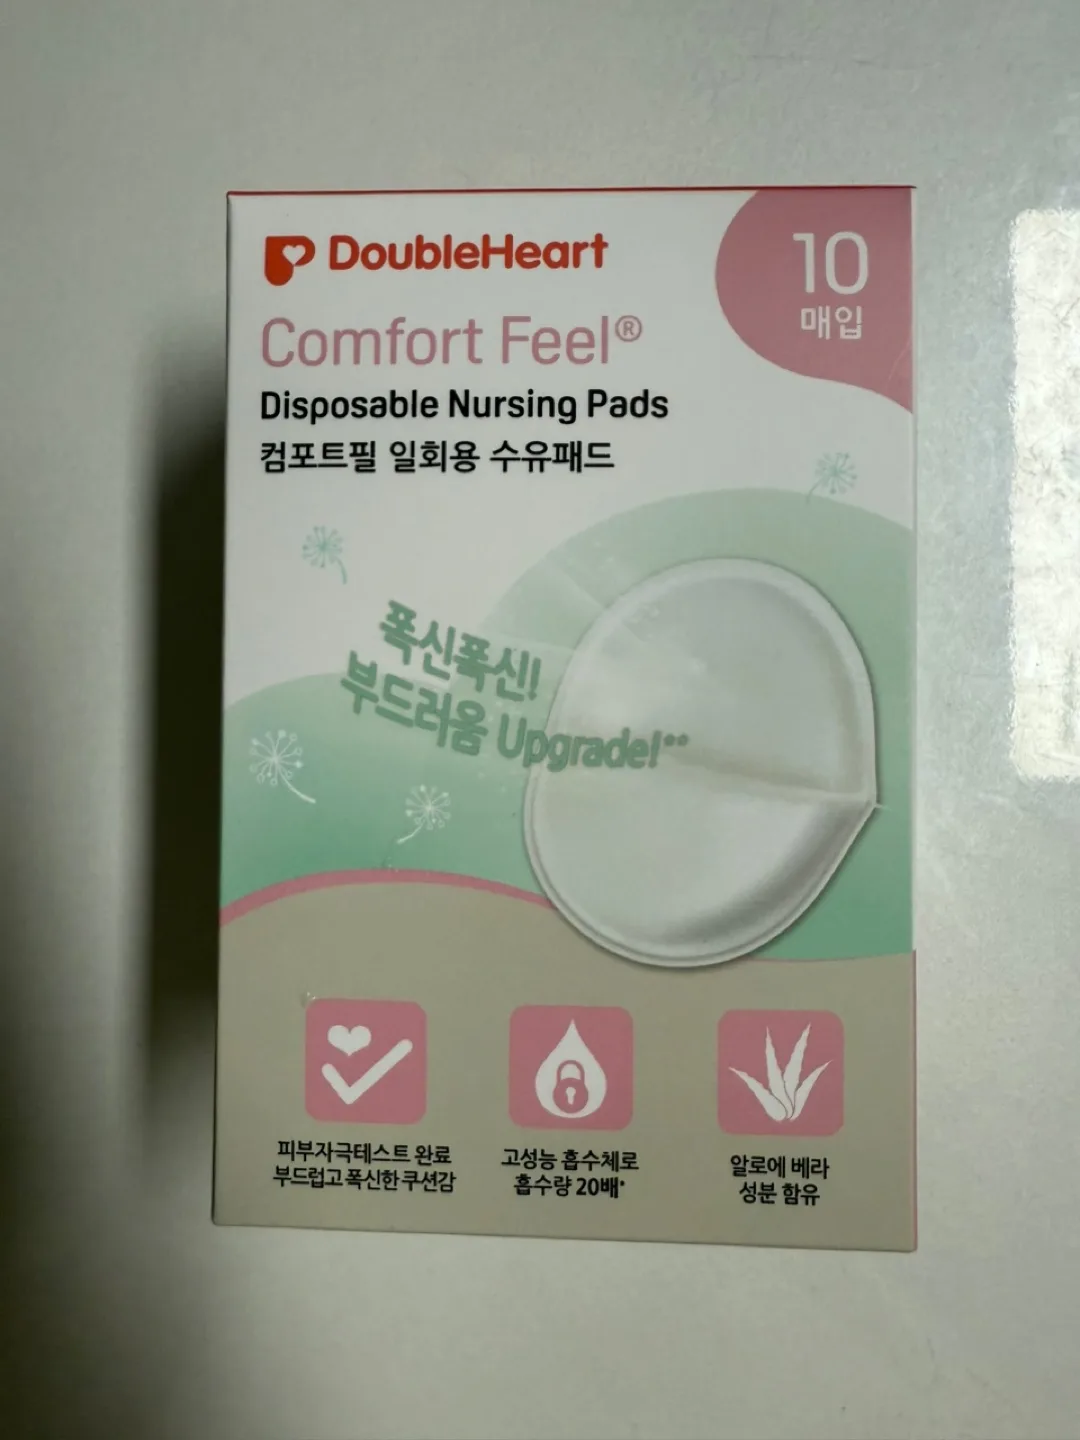 DoubleHeart
10
매입
Comfort Feel®
Disposable Nursing Pads
컴포트필 일회용 수유패드
폭신폭신!
부드러움 Upgrade!**
피부자극테스트 완료
부드럽고 폭신한 쿠션감
고성능 흡수체로
흡수량 20배*
알로에 베라
성분 함유